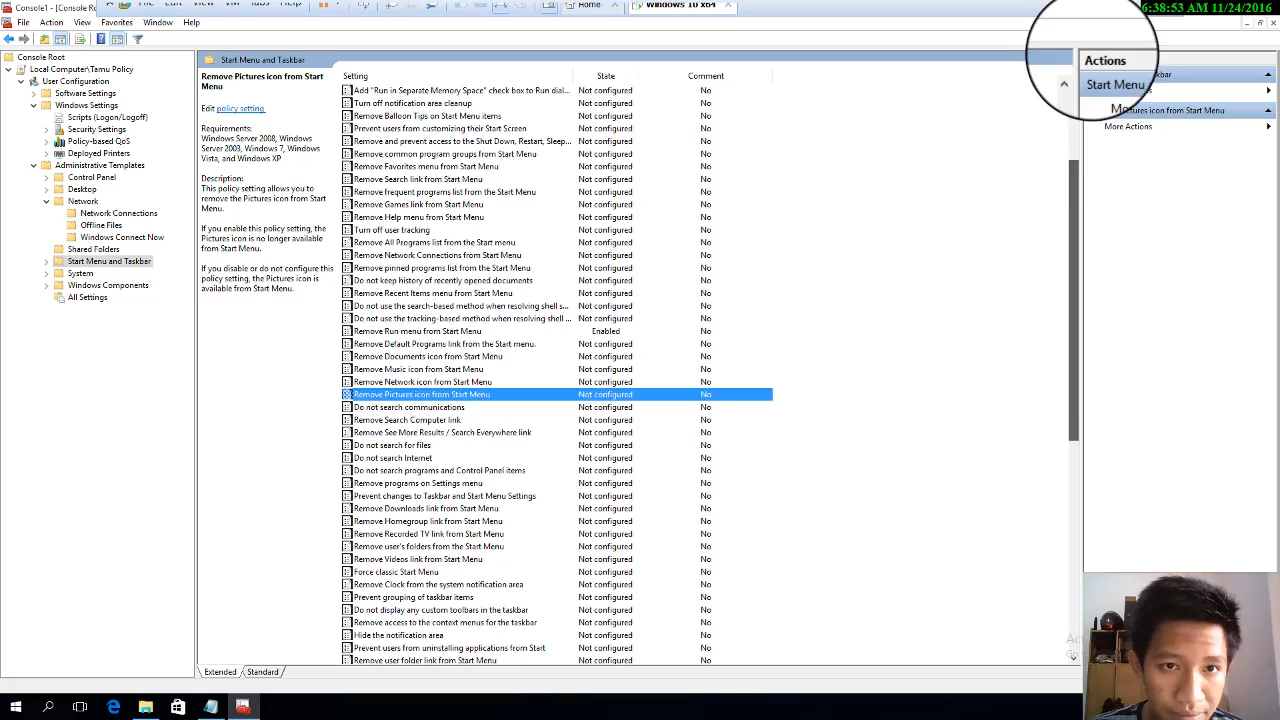 Console1 - [Console Ro
Home
Windows 10 x64
6:38:53 AM 11/24/2016
File Action View Favorites Window Help
Console Root
Local Computer\Tamu Policy
User Configuration
Software Settings
Windows Settings
Scripts (Logon/Logoff)
Security Settings
Policy-based QoS
Deployed Printers
Administrative Templates
Control Panel
Desktop
Network
Network Connections
Offline Files
Windows Connect Now
Shared Folders
Start Menu and Taskbar
System
Windows Components
All Settings
Start Menu and Taskbar
Remove Pictures icon from Start
Menu
Edit policy setting
Requirements:
Windows Server 2008, Windows
Server 2003, Windows 7, Windows
Vista, and Windows XP
Description:
This policy setting allows you to
remove the Pictures icon from Start
Menu.
If you enable this policy setting, the
Pictures icon is no longer available
from Start Menu.
If you disable or do not configure this
policy setting, the Pictures icon is
available from Start Menu.
Setting State Comment
Add "Run in Separate Memory Space" check box to Run dial... Not configured No
Turn off notification area cleanup Not configured No
Remove Balloon Tips on Start Menu items Not configured No
Prevent users from customizing their Start Screen Not configured No
Remove and prevent access to the Shut Down, Restart, Sleep... Not configured No
Remove common program groups from Start Menu Not configured No
Remove Favorites menu from Start Menu Not configured No
Remove Search link from Start Menu Not configured No
Remove frequent programs list from the Start Menu Not configured No
Remove Games link from Start Menu Not configured No
Remove Help menu from Start Menu Not configured No
Turn off user tracking Not configured No
Remove All Programs list from the Start menu Not configured No
Remove Network Connections from Start Menu Not configured No
Remove pinned programs list from the Start Menu Not configured No
Do not keep history of recently opened documents Not configured No
Remove Recent Items menu from Start Menu Not configured No
Do not use the search-based method when resolving shell s... Not configured No
Do not use the tracking-based method when resolving shell ... Not configured No
Remove Run menu from Start Menu Enabled No
Remove Default Programs link from the Start menu. Not configured No
Remove Documents icon from Start Menu Not configured No
Remove Music icon from Start Menu Not configured No
Remove Network icon from Start Menu Not configured No
Remove Pictures icon from Start Menu Not configured No
Do not search communications Not configured No
Remove Search Computer link Not configured No
Remove See More Results / Search Everywhere link Not configured No
Do not search for files Not configured No
Do not search Internet Not configured No
Do not search programs and Control Panel items Not configured No
Remove programs on Settings menu Not configured No
Prevent changes to Taskbar and Start Menu Settings Not configured No
Remove Downloads link from Start Menu Not configured No
Remove Homegroup link from Start Menu Not configured No
Remove Recorded TV link from Start Menu Not configured No
Remove user's folders from the Start Menu Not configured No
Remove Videos link from Start Menu Not configured No
Force classic Start Menu Not configured No
Remove Clock from the system notification area Not configured No
Prevent grouping of taskbar items Not configured No
Do not display any custom toolbars in the taskbar Not configured No
Remove access to the context menus for the taskbar Not configured No
Hide the notification area Not configured No
Prevent users from uninstalling applications from Start Not configured No
Remove user folder link from Start Menu Not configured No
Extended Standard
Actions
Start Menu
ictures icon from Start Menu
More Actions